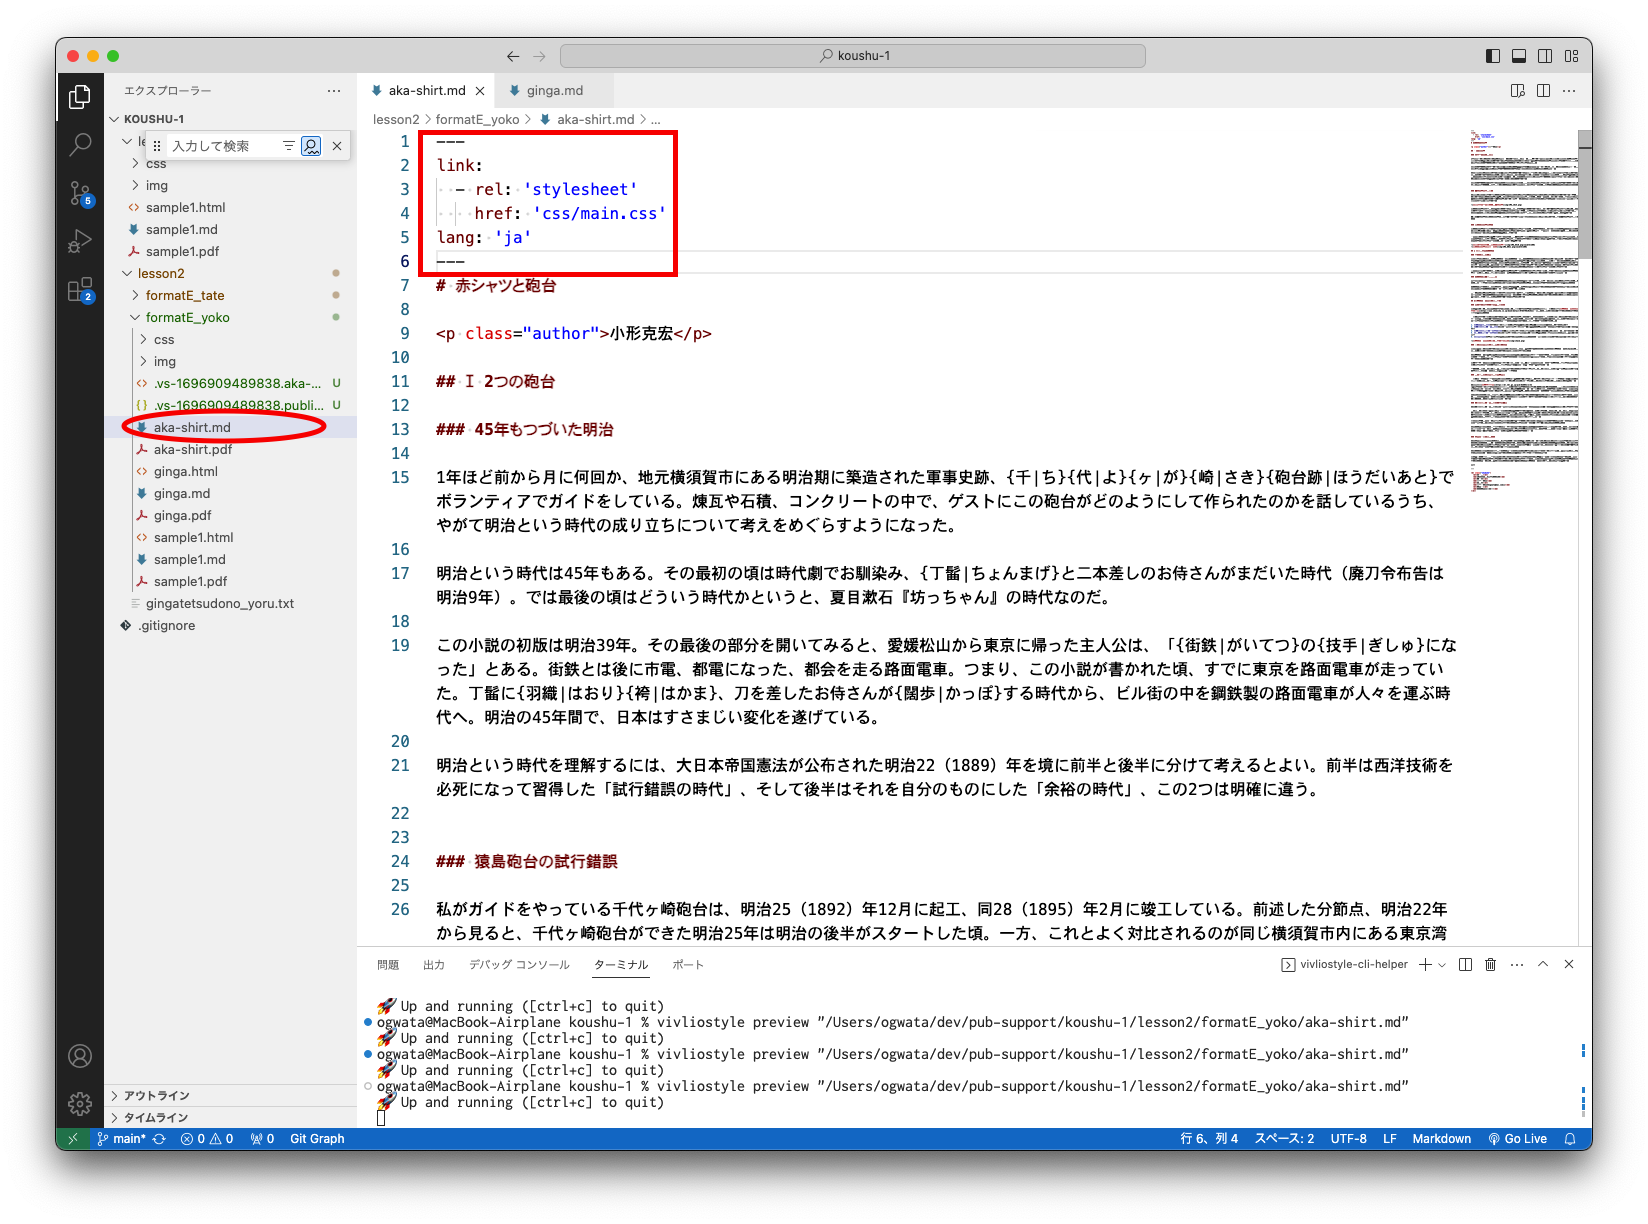 koushu-1
エクスプローラー
KOUSHU-1
入力して検索
css
img
sample1.html
sample1.md
sample1.pdf
lesson2
formatE_tate
formatE_yoko
css
img
.vs-1696909489838.aka-... U
.vs-1696909489838.publi... U
aka-shirt.md
aka-shirt.pdf
ginga.html
ginga.md
ginga.pdf
sample1.html
sample1.md
sample1.pdf
gingatetsudono_yoru.txt
.gitignore
アウトライン
タイムライン
5
2
aka-shirt.md
ginga.md
lesson2 > formatE_yoko > aka-shirt.md > ...
1 ---
2 link:
3 - rel: 'stylesheet'
4 href: 'css/main.css'
5 lang: 'ja'
6 ---
7 # 赤シャツと砲台
8
9 <p class="author">小形克宏</p>
10
11 ## Ⅰ 2つの砲台
12
13 ### 45年もつづいた明治
14
15 1年ほど前から月に何回か、地元横須賀市にある明治期に築造された軍事史跡、{千|ち}{代|よ}{ヶ|が}{崎|さき}{砲台跡|ほうだいあと}で
ボランティアでガイドをしている。煉瓦や石積、コンクリートの中で、ゲストにこの砲台がどのようにして作られたのかを話しているうち、
やがて明治という時代の成り立ちについて考えをめぐらすようになった。
16
17 明治という時代は45年もある。その最初の頃は時代劇でお馴染み、{丁髷|ちょんまげ}と二本差しのお侍さんがまだいた時代（廃刀令布告は
明治9年）。では最後の頃はどういう時代かというと、夏目漱石『坊っちゃん』の時代なのだ。
18
19 この小説の初版は明治39年。その最後の部分を開いてみると、愛媛松山から東京に帰った主人公は、「{街鉄|がいてつ}の{技手|ぎしゅ}にな
った」とある。街鉄とは後に市電、都電になった、都会を走る路面電車。つまり、この小説が書かれた頃、すでに東京を路面電車が走ってい
た。丁髷に{羽織|はおり}{袴|はかま}、刀を差したお侍さんが{闊歩|かっぽ}する時代から、ビル街の中を鋼鉄製の路面電車が人々を運ぶ時
代へ。明治の45年間で、日本はすさまじい変化を遂げている。
20
21 明治という時代を理解するには、大日本帝国憲法が公布された明治22（1889）年を境に前半と後半に分けて考えるとよい。前半は西洋技術を
必死になって習得した「試行錯誤の時代」、そして後半はそれを自分のものにした「余裕の時代」、この2つは明確に違う。
22
23
24 ### 猿島砲台の試行錯誤
25
26 私がガイドをやっている千代ヶ崎砲台は、明治25（1892）年12月に起工、同28（1895）年2月に竣工している。前述した分節点、明治22年
から見ると、千代ヶ崎砲台ができた明治25年は明治の後半がスタートした頃。一方、これとよく対比されるのが同じ横須賀市内にある東京湾
問題 出力 デバッグ コンソール ターミナル ポート
vivliostyle-cli-helper
🚀 Up and running ([ctrl+c] to quit)
ogwata@MacBook-Airplane koushu-1 % vivliostyle preview "/Users/ogwata/dev/pub-support/koushu-1/lesson2/formatE_yoko/aka-shirt.md"
🚀 Up and running ([ctrl+c] to quit)
ogwata@MacBook-Airplane koushu-1 % vivliostyle preview "/Users/ogwata/dev/pub-support/koushu-1/lesson2/formatE_yoko/aka-shirt.md"
🚀 Up and running ([ctrl+c] to quit)
ogwata@MacBook-Airplane koushu-1 % vivliostyle preview "/Users/ogwata/dev/pub-support/koushu-1/lesson2/formatE_yoko/aka-shirt.md"
🚀 Up and running ([ctrl+c] to quit)
main* 0 0 0 Git Graph
行 6、列 4 スペース: 2 UTF-8 LF Markdown Go Live